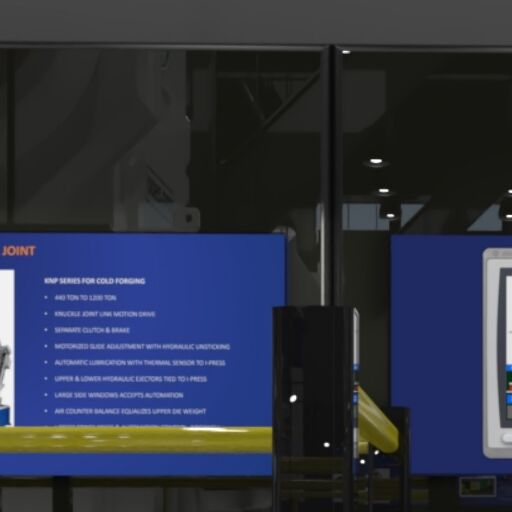 JOINT
KNP SERIES FOR COLD FORGING
• 440 TON TO 1200 TON
• KNUCKLE JOINT LINK MOTION DRIVE
• SEPARATE CLUTCH & BRAKE
• MOTORIZED SLIDE ADJUSTMENT WITH HYDRAULIC UNSTICKING
• AUTOMATIC LUBRICATION WITH THERMAL SENSOR TO I-PRESS
• UPPER & LOWER HYDRAULIC EJECTORS TIED TO I-PRESS
• LARGE SIDE WINDOWS ACCEPTS AUTOMATION
• AIR COUNTER BALANCE EQUALIZES UPPER DIE WEIGHT